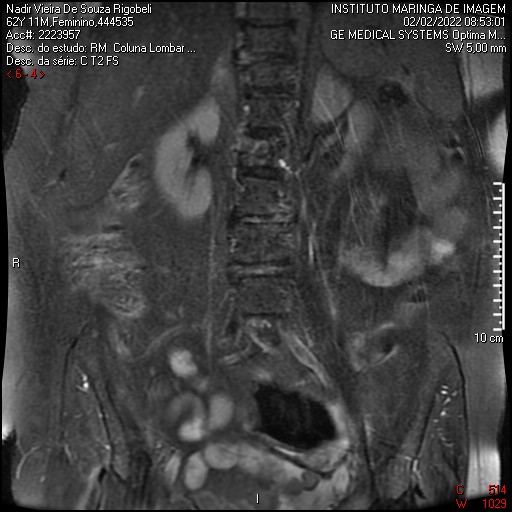 Nadir Vieira De Souza Rigobeli
62Y 11M,Feminino,444535
Acc#: 2223957
Desc. do estudo: RM Coluna Lombar ...
Desc. da série: C T2 FS
< 6 - 4 >
INSTITUTO MARINGA DE IMAGEM
02/02/2022 08:53:01
GE MEDICAL SYSTEMS Optima M...
SW 5,00 mm
R
10 cm
I
C 514
W 1029